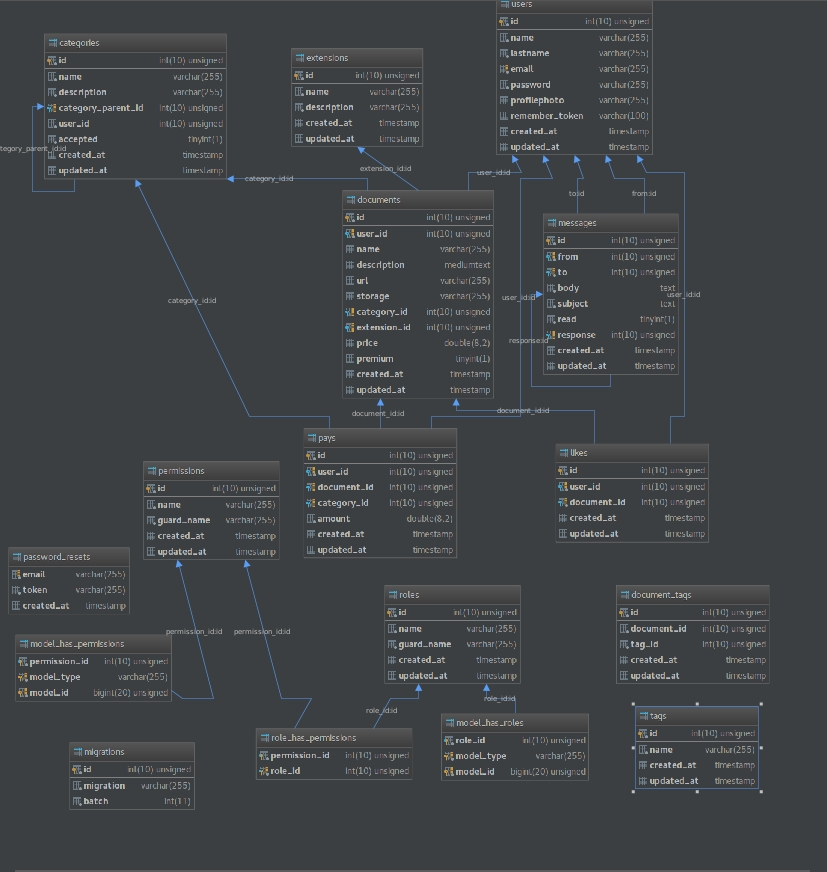 users
id int(10) unsigned
name varchar(255)
lastname varchar(255)
email varchar(255)
password varchar(255)
profilephoto varchar(255)
remember_token varchar(100)
created_at timestamp
updated_at timestamp
categories
id int(10) unsigned
name varchar(255)
description varchar(255)
category_parent_id int(10) unsigned
user_id int(10) unsigned
accepted tinyint(1)
created_at timestamp
updated_at timestamp
tegory_parent_id:id
extensions
id int(10) unsigned
name varchar(255)
description varchar(255)
created_at timestamp
updated_at timestamp
extension_id:id
category_id:id
user_id:id
to:id
from:id
documents
id int(10) unsigned
user_id int(10) unsigned
name varchar(255)
description mediumtext
url varchar(255)
storage varchar(255)
category_id int(10) unsigned
extension_id int(10) unsigned
price double(8,2)
premium tinyint(1)
created_at timestamp
updated_at timestamp
messages
id int(10) unsigned
from int(10) unsigned
to int(10) unsigned
body text
subject text
read tinyint(1)
response int(10) unsigned
created_at timestamp
updated_at timestamp
user_id:id
user_id:id
response:id
category_id:id
document_id:id
document_id:id
pays
id int(10) unsigned
user_id int(10) unsigned
document_id int(10) unsigned
category_id int(10) unsigned
amount double(8,2)
created_at timestamp
updated_at timestamp
likes
id int(10) unsigned
user_id int(10) unsigned
document_id int(10) unsigned
created_at timestamp
updated_at timestamp
permissions
id int(10) unsigned
name varchar(255)
guard_name varchar(255)
created_at timestamp
updated_at timestamp
password_resets
email varchar(255)
token varchar(255)
created_at timestamp
permission_id:id
permission_id:id
model_has_permissions
permission_id int(10) unsigned
model_type varchar(255)
model_id bigint(20) unsigned
roles
id int(10) unsigned
name varchar(255)
guard_name varchar(255)
created_at timestamp
updated_at timestamp
role_id:id
role_id:id
document_tags
id int(10) unsigned
document_id int(10) unsigned
tag_id int(10) unsigned
created_at timestamp
updated_at timestamp
role_has_permissions
permission_id int(10) unsigned
role_id int(10) unsigned
model_has_roles
role_id int(10) unsigned
model_type varchar(255)
model_id bigint(20) unsigned
tags
id int(10) unsigned
name varchar(255)
created_at timestamp
updated_at timestamp
migrations
id int(10) unsigned
migration varchar(255)
batch int(11)